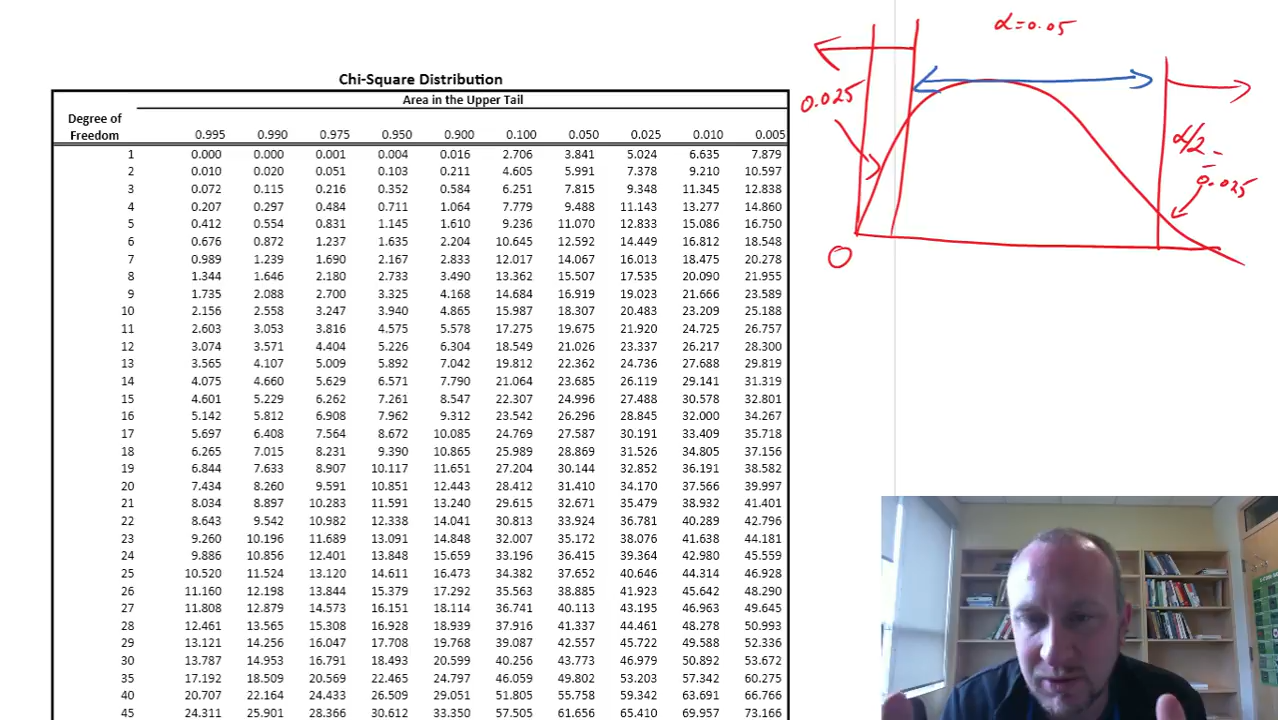 α=0.05
0.025
α/2
=
0.025
O
Chi-Square Distribution
Area in the Upper Tail
Degree of
Freedom 0.995 0.990 0.975 0.950 0.900 0.100 0.050 0.025 0.010 0.005
1 0.000 0.000 0.001 0.004 0.016 2.706 3.841 5.024 6.635 7.879
2 0.010 0.020 0.051 0.103 0.211 4.605 5.991 7.378 9.210 10.597
3 0.072 0.115 0.216 0.352 0.584 6.251 7.815 9.348 11.345 12.838
4 0.207 0.297 0.484 0.711 1.064 7.779 9.488 11.143 13.277 14.860
5 0.412 0.554 0.831 1.145 1.610 9.236 11.070 12.833 15.086 16.750
6 0.676 0.872 1.237 1.635 2.204 10.645 12.592 14.449 16.812 18.548
7 0.989 1.239 1.690 2.167 2.833 12.017 14.067 16.013 18.475 20.278
8 1.344 1.646 2.180 2.733 3.490 13.362 15.507 17.535 20.090 21.955
9 1.735 2.088 2.700 3.325 4.168 14.684 16.919 19.023 21.666 23.589
10 2.156 2.558 3.247 3.940 4.865 15.987 18.307 20.483 23.209 25.188
11 2.603 3.053 3.816 4.575 5.578 17.275 19.675 21.920 24.725 26.757
12 3.074 3.571 4.404 5.226 6.304 18.549 21.026 23.337 26.217 28.300
13 3.565 4.107 5.009 5.892 7.042 19.812 22.362 24.736 27.688 29.819
14 4.075 4.660 5.629 6.571 7.790 21.064 23.685 26.119 29.141 31.319
15 4.601 5.229 6.262 7.261 8.547 22.307 24.996 27.488 30.578 32.801
16 5.142 5.812 6.908 7.962 9.312 23.542 26.296 28.845 32.000 34.267
17 5.697 6.408 7.564 8.672 10.085 24.769 27.587 30.191 33.409 35.718
18 6.265 7.015 8.231 9.390 10.865 25.989 28.869 31.526 34.805 37.156
19 6.844 7.633 8.907 10.117 11.651 27.204 30.144 32.852 36.191 38.582
20 7.434 8.260 9.591 10.851 12.443 28.412 31.410 34.170 37.566 39.997
21 8.034 8.897 10.283 11.591 13.240 29.615 32.671 35.479 38.932 41.401
22 8.643 9.542 10.982 12.338 14.041 30.813 33.924 36.781 40.289 42.796
23 9.260 10.196 11.689 13.091 14.848 32.007 35.172 38.076 41.638 44.181
24 9.886 10.856 12.401 13.848 15.659 33.196 36.415 39.364 42.980 45.559
25 10.520 11.524 13.120 14.611 16.473 34.382 37.652 40.646 44.314 46.928
26 11.160 12.198 13.844 15.379 17.292 35.563 38.885 41.923 45.642 48.290
27 11.808 12.879 14.573 16.151 18.114 36.741 40.113 43.195 46.963 49.645
28 12.461 13.565 15.308 16.928 18.939 37.916 41.337 44.461 48.278 50.993
29 13.121 14.256 16.047 17.708 19.768 39.087 42.557 45.722 49.588 52.336
30 13.787 14.953 16.791 18.493 20.599 40.256 43.773 46.979 50.892 53.672
35 17.192 18.509 20.569 22.465 24.797 46.059 49.802 53.203 57.342 60.275
40 20.707 22.164 24.433 26.509 29.051 51.805 55.758 59.342 63.691 66.766
45 24.311 25.901 28.366 30.612 33.350 57.505 61.656 65.410 69.957 73.166